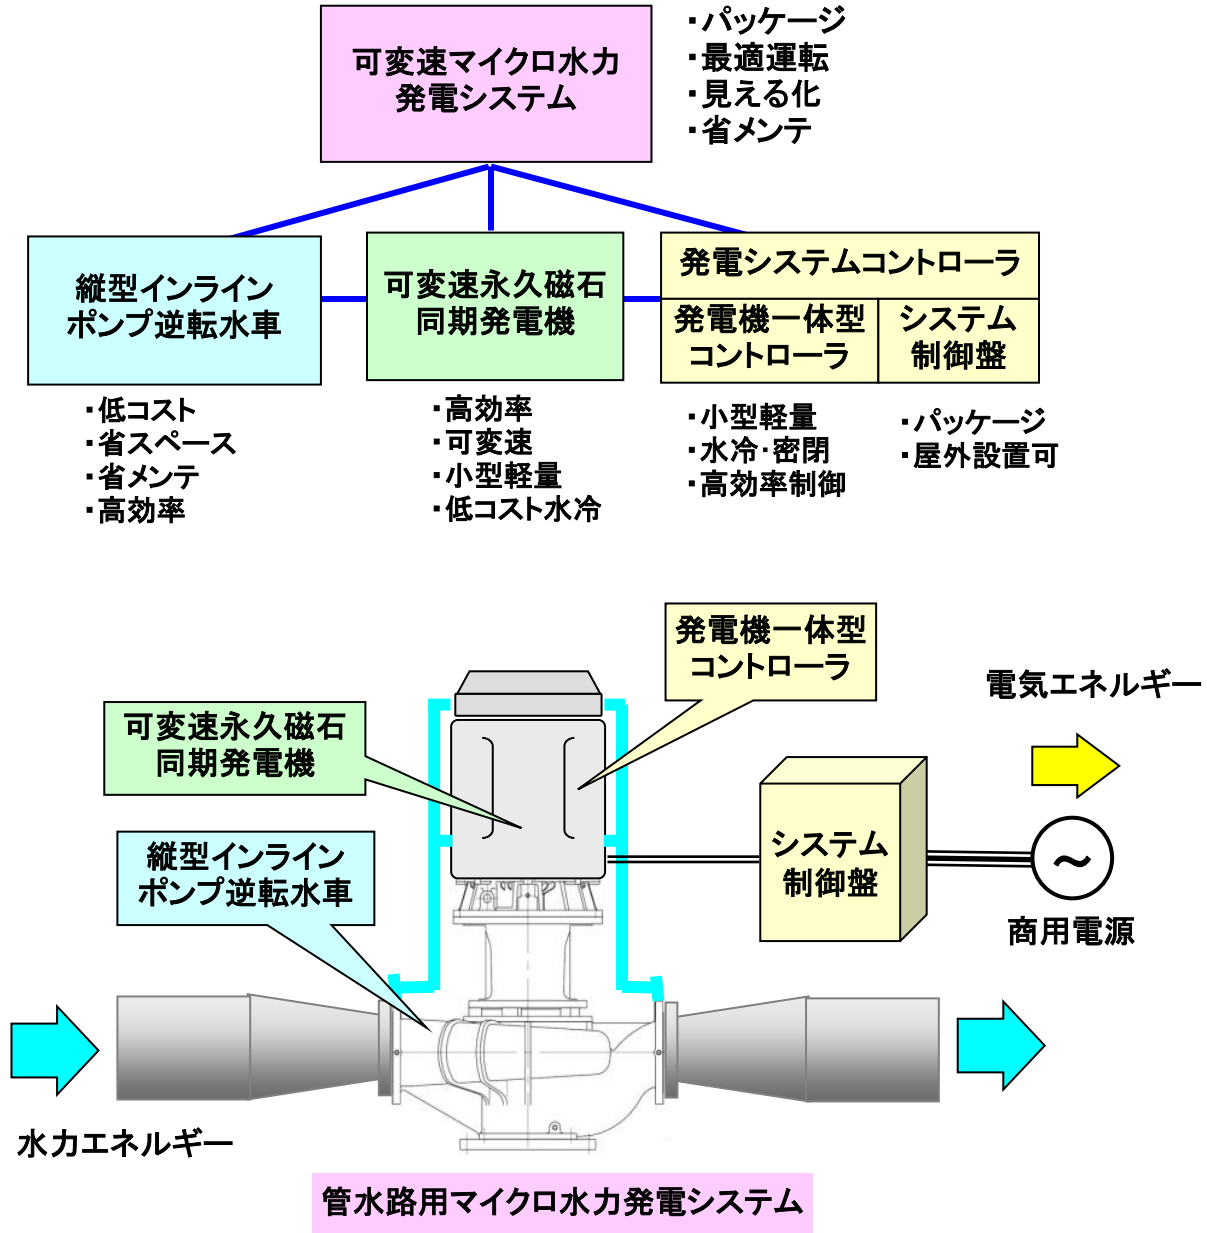 可変速マイクロ水力
発電システム
・パッケージ
・最適運転
・見える化
・省メンテ
縦型インライン
ポンプ逆転水車
可変速永久磁石
同期発電機
発電システムコントローラ
発電機一体型
コントローラ
システム
制御盤
・低コスト
・省スペース
・省メンテ
・高効率
・高効率
・可変速
・小型軽量
・低コスト水冷
・小型軽量
・水冷・密閉
・高効率制御
・パッケージ
・屋外設置可
発電機一体型
コントローラ
可変速永久磁石
同期発電機
縦型インライン
ポンプ逆転水車
電気エネルギー
システム
制御盤
~
商用電源
水力エネルギー
管水路用マイクロ水力発電システム